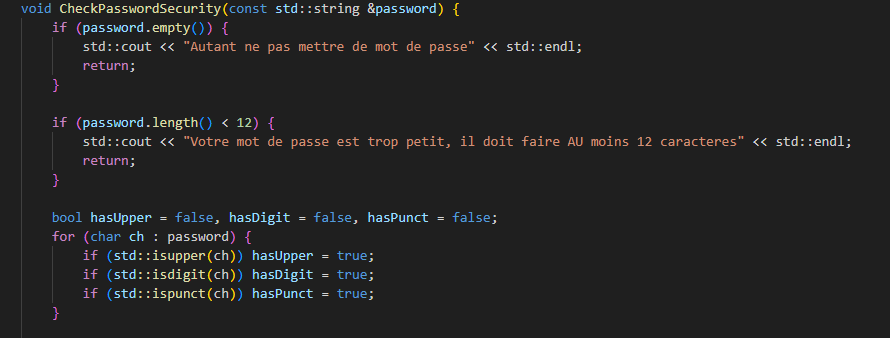 void CheckPasswordSecurity(const std::string &password) {
    if (password.empty()) {
        std::cout << "Autant ne pas mettre de mot de passe" << std::endl;
        return;
    }

    if (password.length() < 12) {
        std::cout << "Votre mot de passe est trop petit, il doit faire AU moins 12 caracteres" << std::endl;
        return;
    }

    bool hasUpper = false, hasDigit = false, hasPunct = false;
    for (char ch : password) {
        if (std::isupper(ch)) hasUpper = true;
        if (std::isdigit(ch)) hasDigit = true;
        if (std::ispunct(ch)) hasPunct = true;
    }